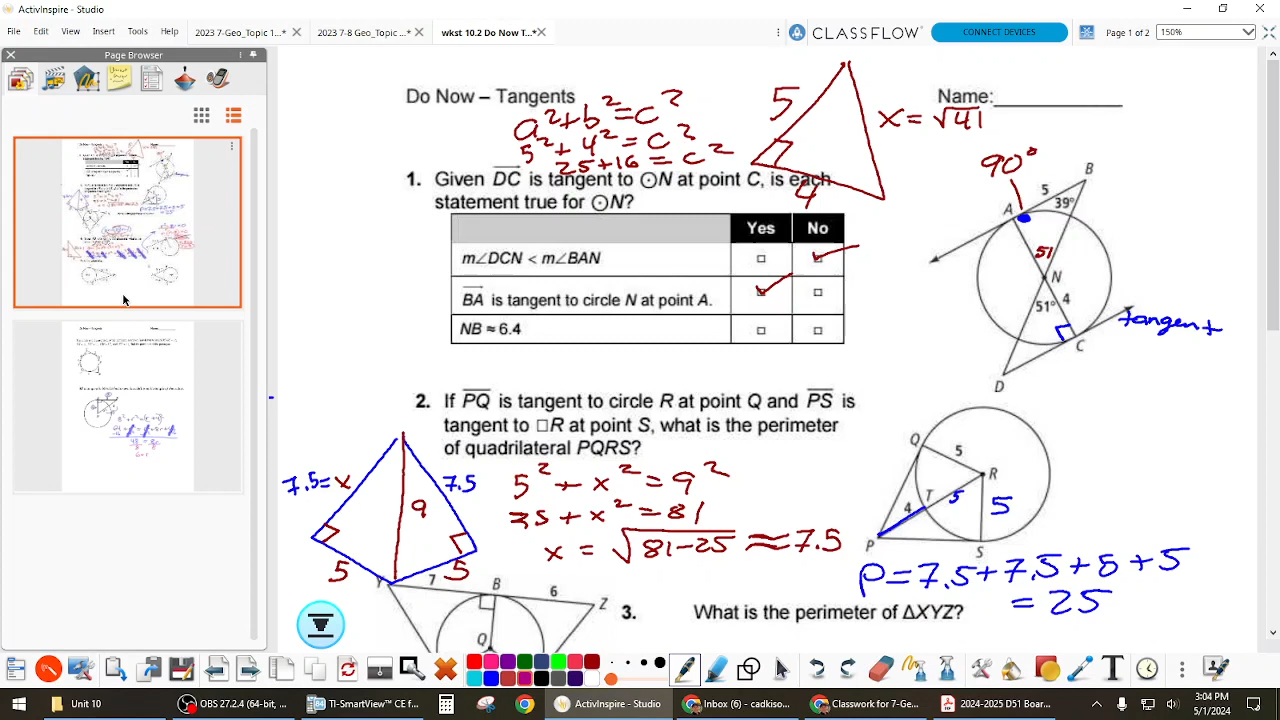 ActivInspire - Studio
File Edit View Insert Tools Help
2023 7-Geo_Topic 1...* 2023 7-8 Geo_Topic ...* wkst 10.2 Do Now T...*
CLASSFLOW
CONNECT DEVICES
Page 1 of 2
150%
Page Browser
Do Now – Tangents
Name:
a² + b² = c²
5² + 4² = c²
25 + 16 = c²
5
4
x = √41
1. Given DC is tangent to ⊙N at point C, is each
statement true for ⊙N?
Yes No
m∠DCN < m∠BAN
BA is tangent to circle N at point A.
NB ≈ 6.4
90°
B
5
39°
A
51
N
51°
4
C
D
tangent
2. If PQ is tangent to circle R at point Q and PS is
tangent to □R at point S, what is the perimeter
of quadrilateral PQRS?
7.5 = x
7.5
9
5
5
5² + x² = 9²
25 + x² = 81
x = √81-25 ≈ 7.5
Q
5
R
T
5
4
5
P
S
P = 7.5 + 7.5 + 5 + 5
= 25
Y
7
B
6
Z
Q
3. What is the perimeter of ΔXYZ?
Unit 10
OBS 27.2.4 (64-bit, ...
TI-SmartView™ CE f...
ActivInspire - Studio
Inbox (6) - cadkiso...
Classwork for 7-Ge...
2024-2025 D51 Boar...
3:04 PM
5/1/2024